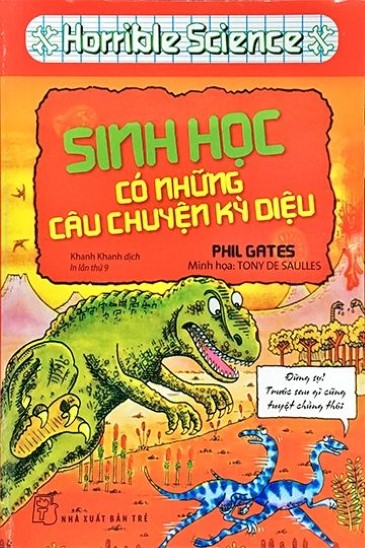 Horrible Science
SINH HỌC
CÓ NHỮNG
CÂU CHUYỆN KỲ DIỆU
Khanh Khanh dịch
In lần thứ 9
PHIL GATES
Minh họa: TONY DE SAULLES
Đừng sợ!
Trước sau gì cũng
tuyệt chủng thôi
NHÀ XUẤT BẢN TRẺ